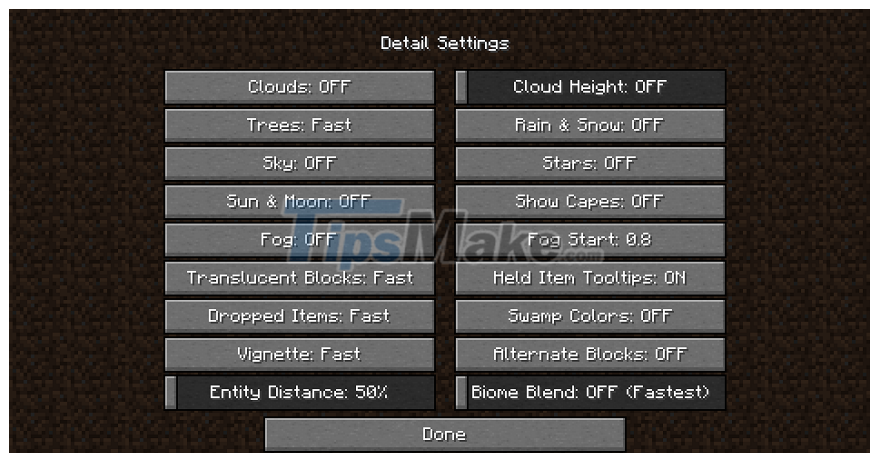 Detail Settings
Clouds: OFF
Cloud Height: OFF
Trees: Fast
Rain & Snow: OFF
Sky: OFF
Stars: OFF
Sun & Moon: OFF
Show Capes: OFF
Fog: OFF
Fog Start: 0.8
TipsMake.com
Translucent Blocks: Fast
Held Item Tooltips: ON
Dropped Items: Fast
Swamp Colors: OFF
Vignette: Fast
Alternate Blocks: OFF
Entity Distance: 50%
Biome Blend: OFF (Fastest)
Done